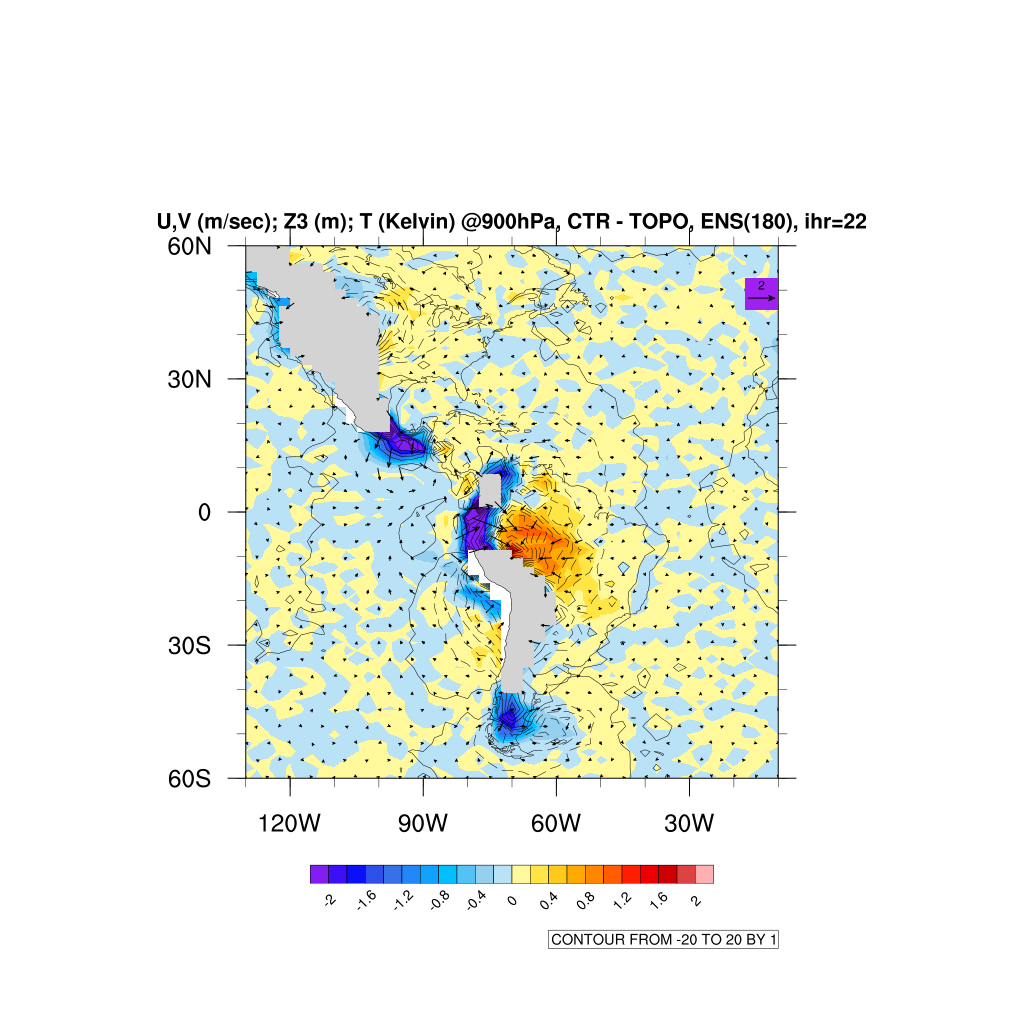 U,V (m/sec); Z3 (m); T (Kelvin) @900hPa, CTR - TOPO, ENS(180), ihr=22
60N
2
30N
0
30S
60S
120W 90W 60W 30W
-2 -1.6 -1.2 -0.8 -0.4 0 0.4 0.8 1.2 1.6 2
CONTOUR FROM -20 TO 20 BY 1